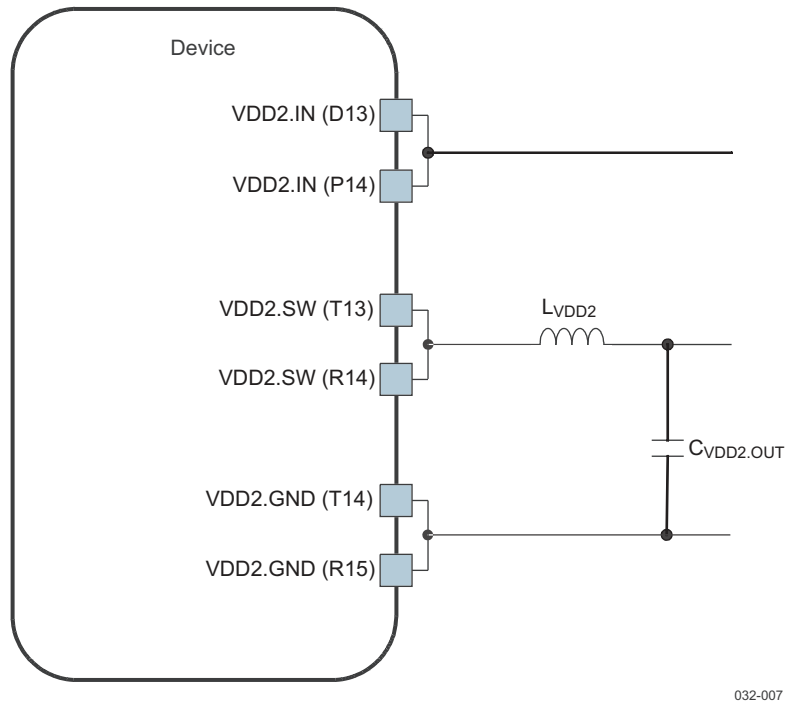 Device
VDD2.IN (D13)
VDD2.IN (P14)
VDD2.SW (T13)
LVDD2
VDD2.SW (R14)
CVDD2.OUT
VDD2.GND (T14)
VDD2.GND (R15)
032-007